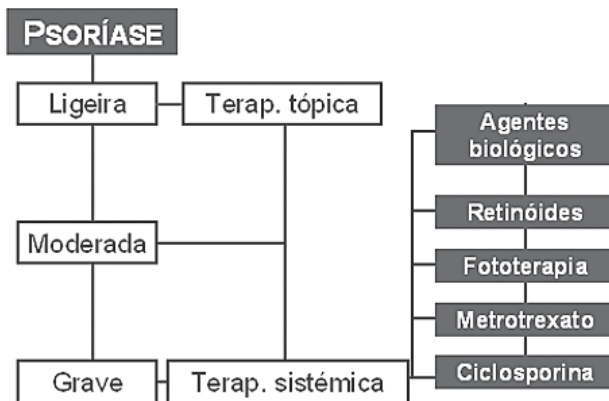 PSORÍASE
Ligeira
Terap. tópica
Agentes
biológicos
Retinóides
Moderada
Fototerapia
Metrotrexato
Grave
Terap. sistémica
Ciclosporina